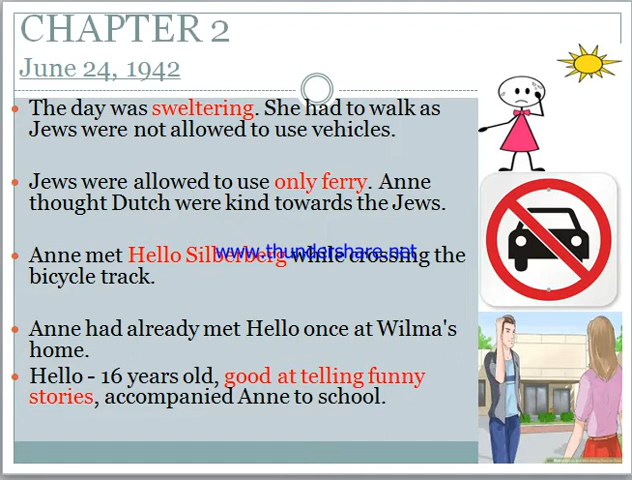 CHAPTER 2
June 24, 1942
The day was sweltering. She had to walk as
Jews were not allowed to use vehicles.
Jews were allowed to use only ferry. Anne
thought Dutch were kind towards the Jews.
Anne met Hello Silberberg while crossing the
bicycle track.
www.thundershare.net
Anne had already met Hello once at Wilma's
home.
Hello - 16 years old, good at telling funny
stories, accompanied Anne to school.